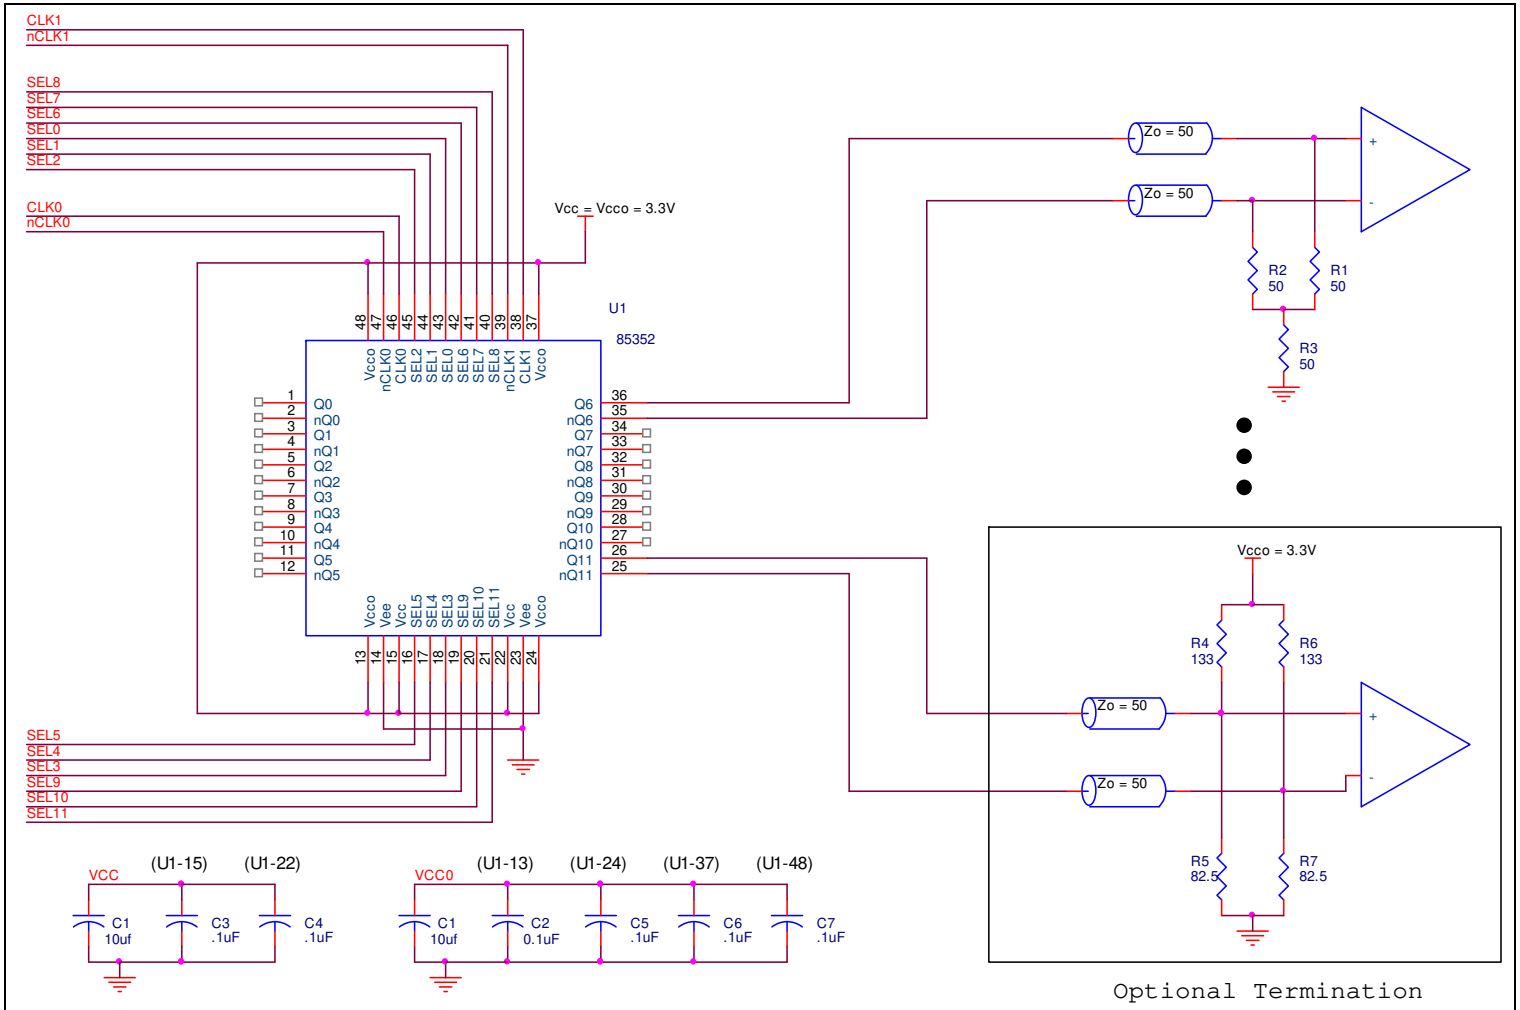 CLK1
nCLK1
SEL8
SEL7
SEL6
SEL0
SEL1
SEL2
CLK0
nCLK0
Vcc = Vcco = 3.3V
U1
85352
48
47
46
45
44
43
42
41
40
39
38
37
Vcco
nCLK0
CLK0
SEL2
SEL1
SEL0
SEL6
SEL7
SEL8
nCLK1
CLK1
Vcco
1 Q0
2 nQ0
3 Q1
4 nQ1
5 Q2
6 nQ2
7 Q3
8 nQ3
9 Q4
10 nQ4
11 Q5
12 nQ5
Q6 36
nQ6 35
Q7 34
nQ7 33
Q8 32
nQ8 31
Q9 30
nQ9 29
Q10 28
nQ10 27
Q11 26
nQ11 25
Vcco
Vee
Vcc
SEL5
SEL4
SEL3
SEL9
SEL10
SEL11
Vcc
Vee
Vcco
13
14
15
16
17
18
19
20
21
22
23
24
SEL5
SEL4
SEL3
SEL9
SEL10
SEL11
Zo = 50
+
Zo = 50
-
R2
50
R1
50
R3
50
Vcco = 3.3V
R4
133
R6
133
Zo = 50
+
Zo = 50
-
R5
82.5
R7
82.5
Optional Termination
(U1-15) (U1-22)
VCC
C1
10uf
C3
.1uF
C4
.1uF
(U1-13) (U1-24) (U1-37) (U1-48)
VCC0
C1
10uf
C2
0.1uF
C5
.1uF
C6
.1uF
C7
.1uF